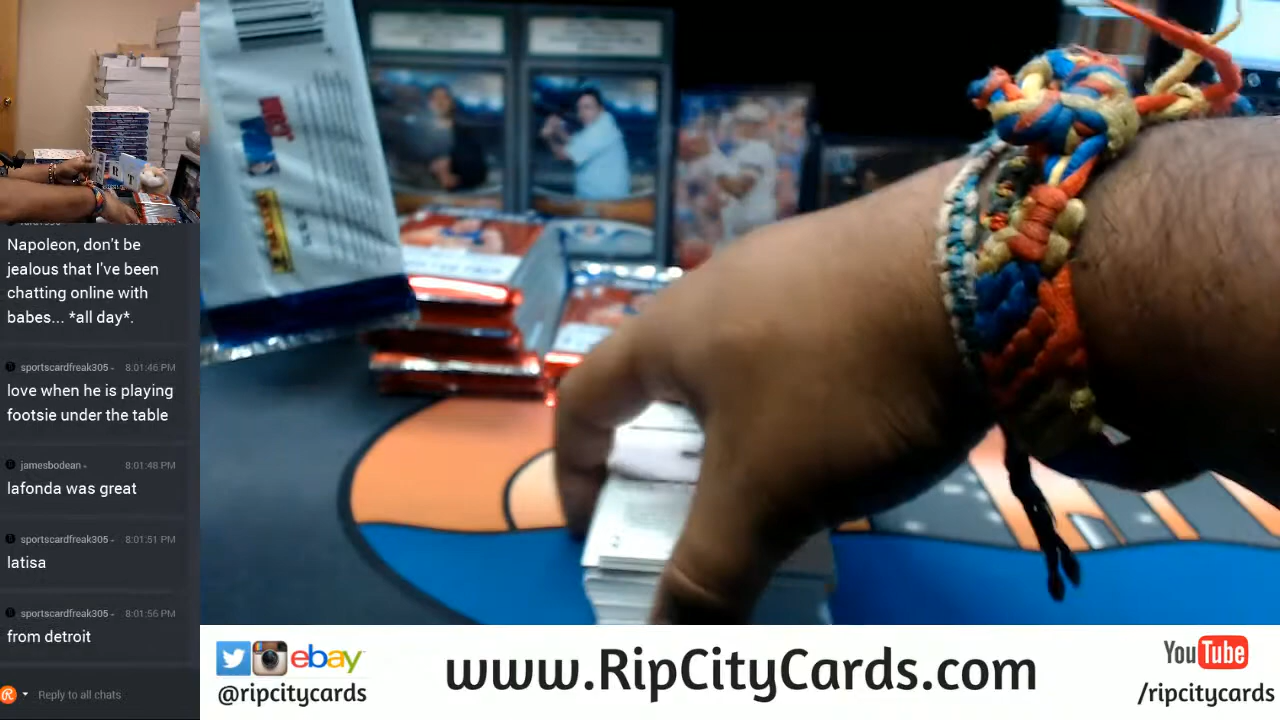 Napoleon, don't be
jealous that I've been
chatting online with
babes... *all day*.
sportscardfreak305 8:01:46 PM
love when he is playing
footsie under the table
jamesbodean 8:01:48 PM
lafonda was great
sportscardfreak305 8:01:51 PM
latisa
sportscardfreak305 8:01:56 PM
from detroit
Reply to all chats
ebay
@ripcitycards
www.RipCityCards.com
YouTube
/ripcitycards